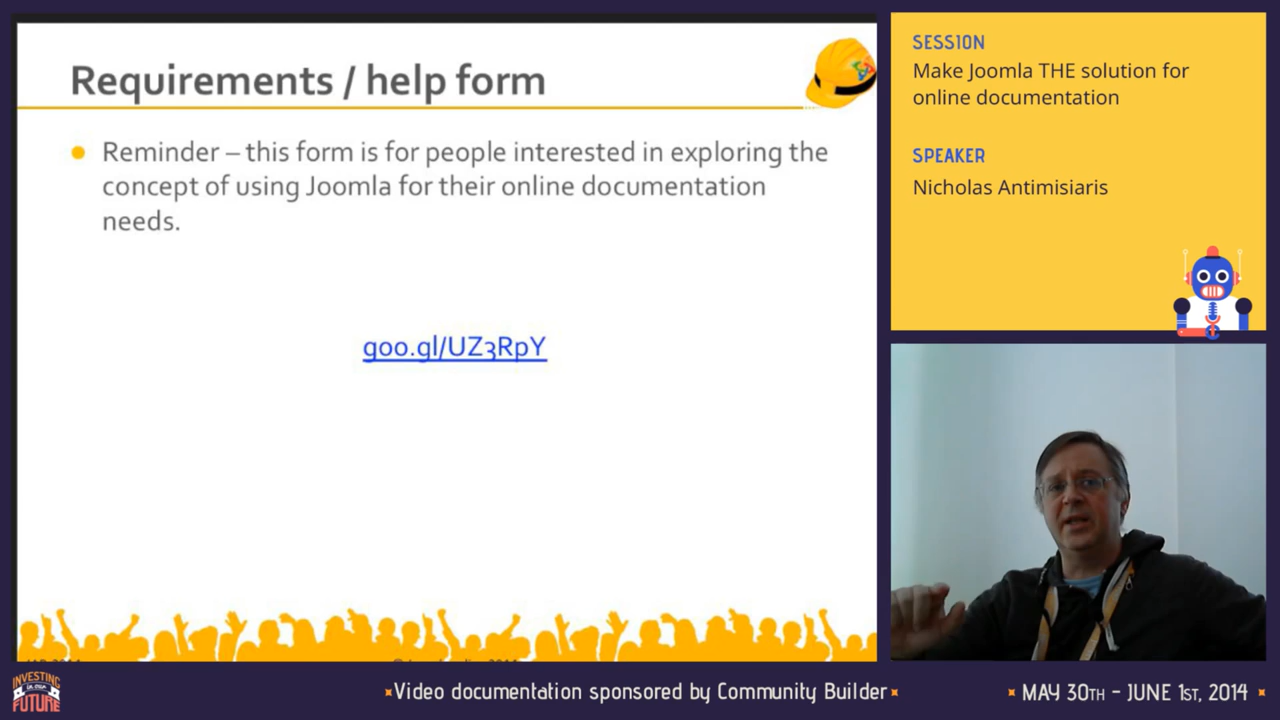 Requirements / help form
Reminder – this form is for people interested in exploring the
concept of using Joomla for their online documentation
needs.
goo.gl/UZ3RpY
SESSION
Make Joomla THE solution for
online documentation
SPEAKER
Nicholas Antimisiaris
INVESTING
IN OUR
FUTURE
Video documentation sponsored by Community Builder
MAY 30TH - JUNE 1ST, 2014